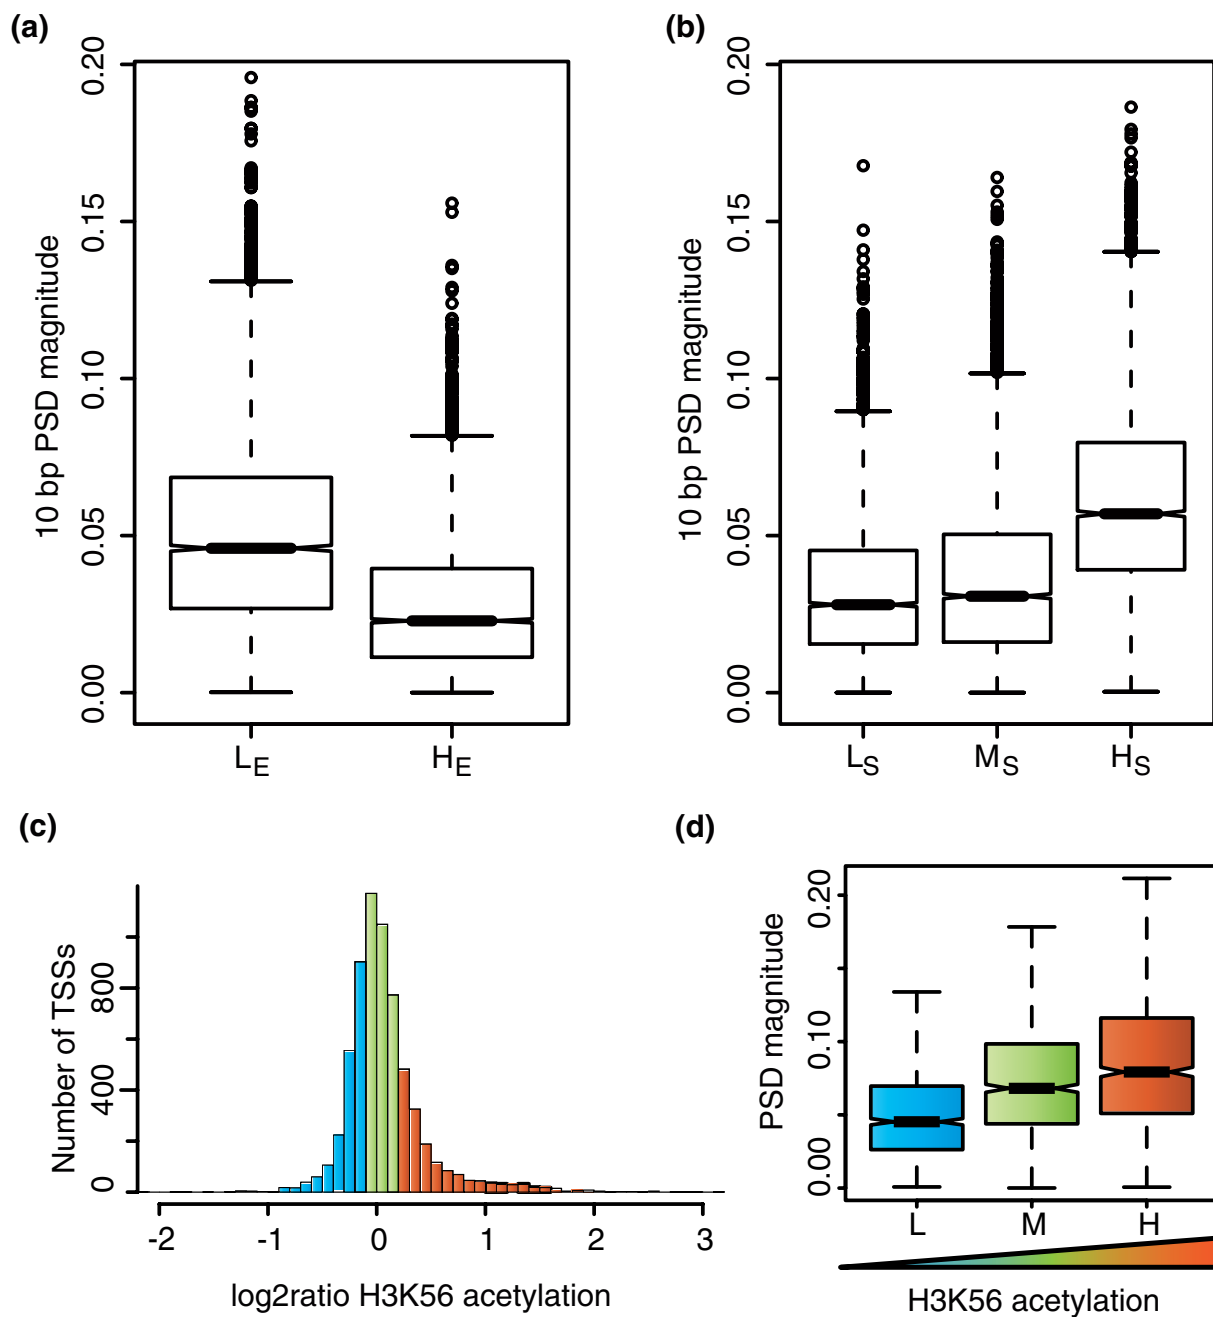 (a)
10 bp PSD magnitude
0.20
0.15
0.10
0.05
0.00
LE
HE
(b)
10 bp PSD magnitude
0.20
0.15
0.10
0.05
0.00
LS
MS
HS
(c)
Number of TSSs
800
400
0
-2 -1 0 1 2 3
log2ratio H3K56 acetylation
(d)
PSD magnitude
0.20
0.10
0.00
L M H
H3K56 acetylation